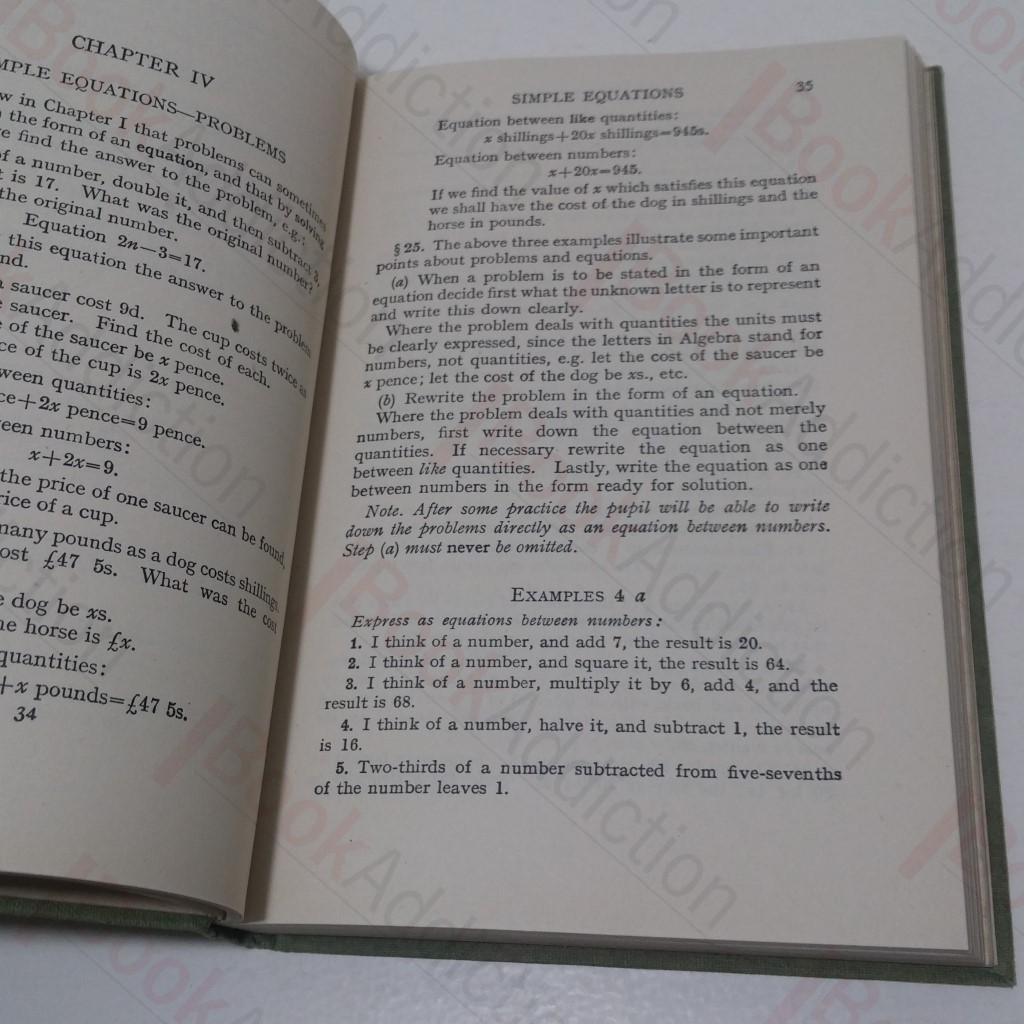 CHAPTER IV
MPLE EQUATIONS—PROBLEMS
w in Chapter I that problems can sometimes
the form of an equation, and that by solving
e find the answer to the problem, e.g.:
of a number, double it, and then subtract 3,
t is 17. What was the original number?
the original number.
Equation 2n—3=17.
this equation the answer to the problem
nd.
saucer cost 9d. The cup costs twice as
saucer. Find the cost of each.
of the saucer be x pence.
ce of the cup is 2x pence.
ween quantities:
ce+2x pence=9 pence.
een numbers:
x+2x=9.
the price of one saucer can be found,
rice of a cup.
many pounds as a dog costs shillings.
ost £47 5s. What was the cost
e dog be xs.
he horse is £x.
quantities:
+x pounds=£47 5s.
34
SIMPLE EQUATIONS 35
Equation between like quantities:
x shillings+20x shillings=945s.
Equation between numbers:
x+20x=945.
If we find the value of x which satisfies this equation
we shall have the cost of the dog in shillings and the
horse in pounds.
§ 25. The above three examples illustrate some important
points about problems and equations.
(a) When a problem is to be stated in the form of an
equation decide first what the unknown letter is to represent
and write this down clearly.
Where the problem deals with quantities the units must
be clearly expressed, since the letters in Algebra stand for
numbers, not quantities, e.g. let the cost of the saucer be
x pence; let the cost of the dog be xs., etc.
(b) Rewrite the problem in the form of an equation.
Where the problem deals with quantities and not merely
numbers, first write down the equation between the
quantities. If necessary rewrite the equation as one
between like quantities. Lastly, write the equation as one
between numbers in the form ready for solution.
Note. After some practice the pupil will be able to write
down the problems directly as an equation between numbers.
Step (a) must never be omitted.
EXAMPLES 4 a
Express as equations between numbers:
1. I think of a number, and add 7, the result is 20.
2. I think of a number, and square it, the result is 64.
3. I think of a number, multiply it by 6, add 4, and the
result is 68.
4. I think of a number, halve it, and subtract 1, the result
is 16.
5. Two-thirds of a number subtracted from five-sevenths
of the number leaves 1.
BookAddiction